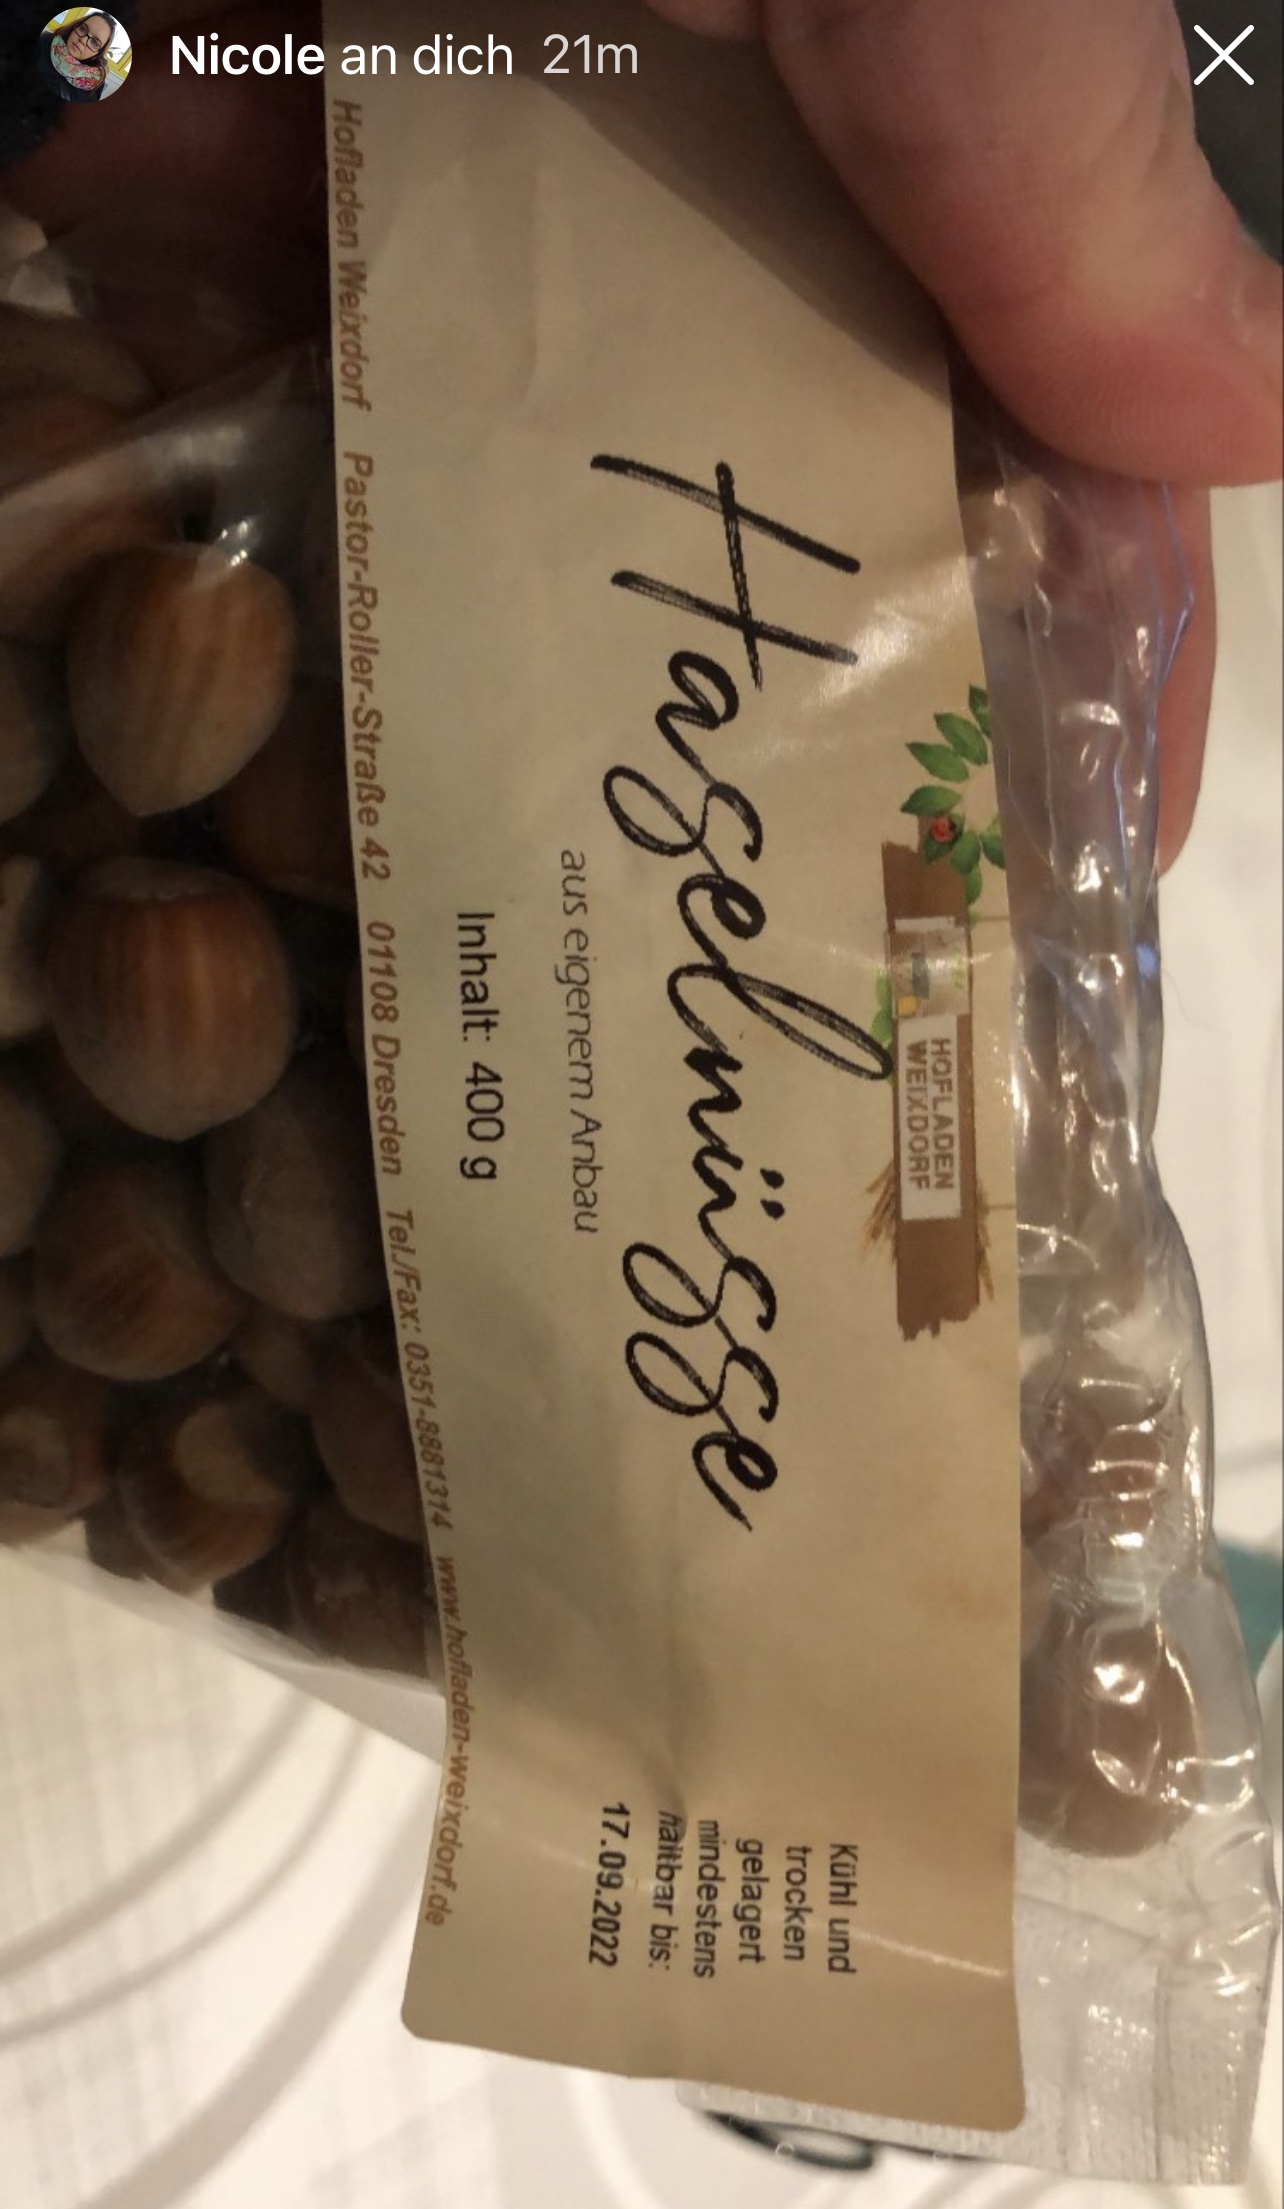 Nicole an dich 21m
HOFLADEN
WEIXDORF
Haselnüsse
aus eigenem Anbau
Inhalt: 400 g
Kühl und
trocken
gelagert
mindestens
haltbar bis:
17.09.2022
Hofladen Weixdorf Pastor-Roller-Straße 42 01108 Dresden Tel./Fax: 0351-8881314 www.hofladen-weixdorf.de